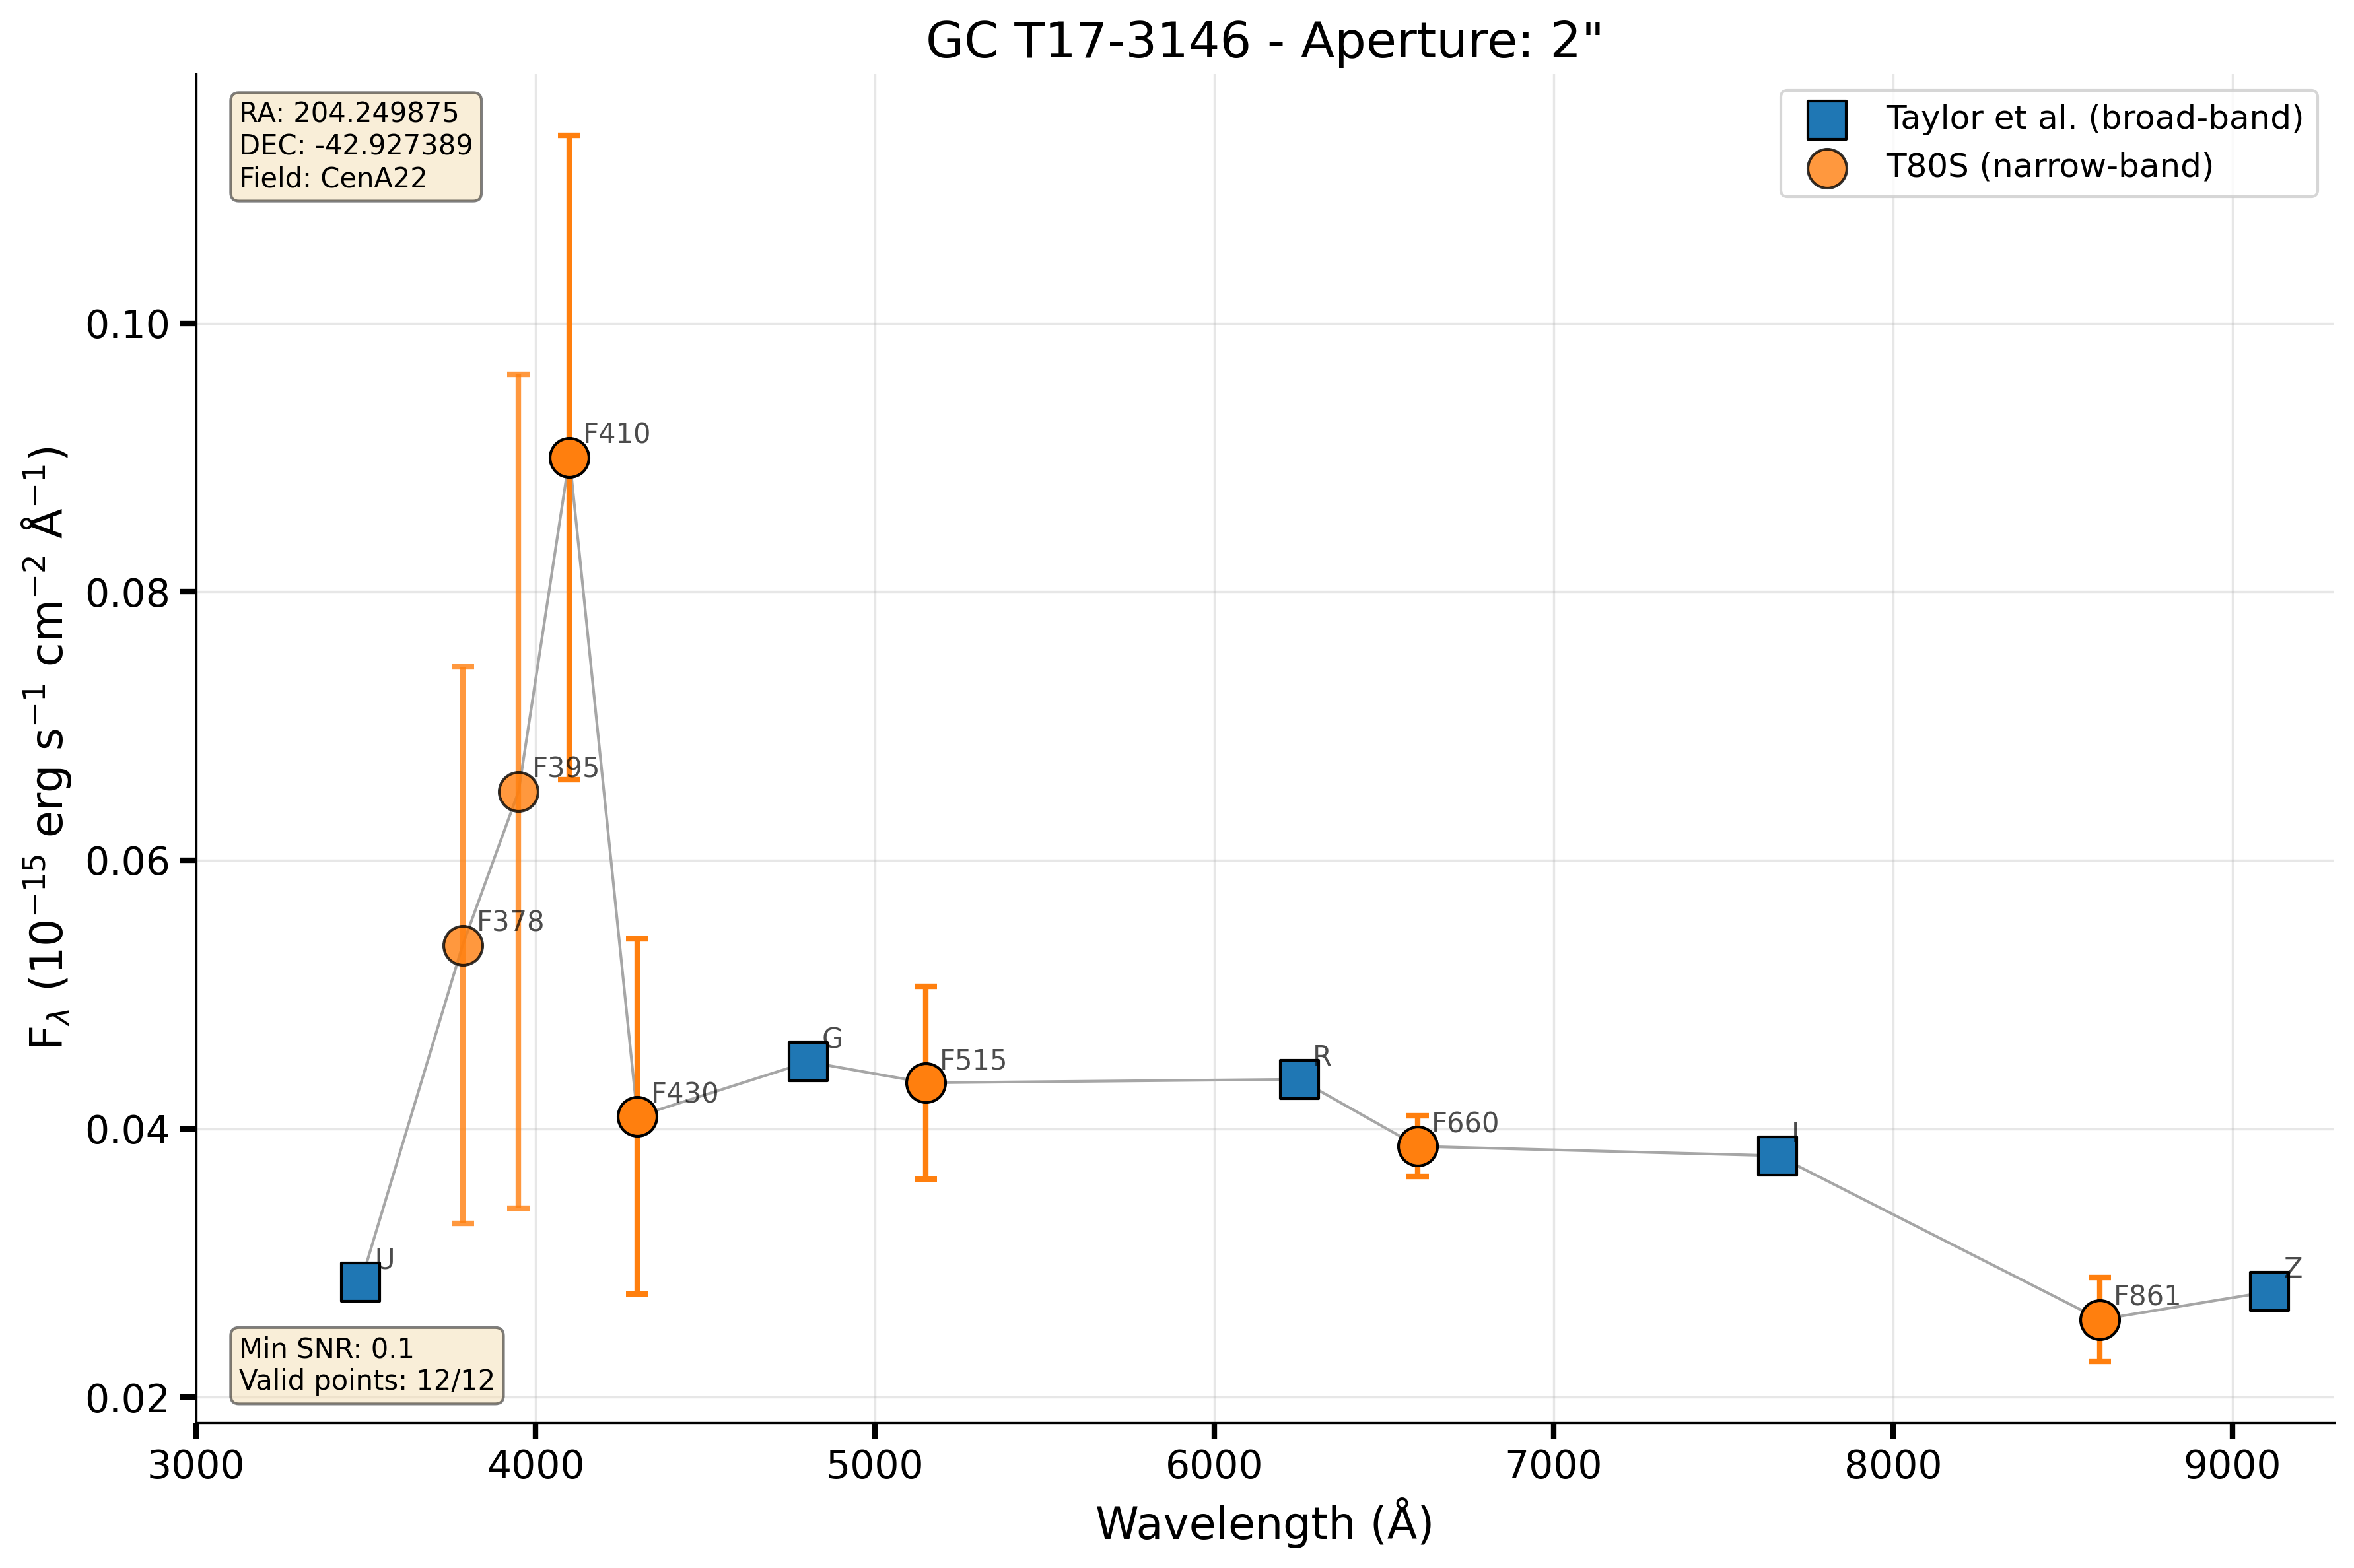 GC T17-3146 - Aperture: 2"
RA: 204.249875
DEC: -42.927389
Field: CenA22
Taylor et al. (broad-band)
T80S (narrow-band)
F410
F395
F378
F430
G
F515
R
F660
I
F861
Z
U
Min SNR: 0.1
Valid points: 12/12
0.10
0.08
0.06
0.04
0.02
3000 4000 5000 6000 7000 8000 9000
Wavelength (Å)
F$_{λ}$ (10$^{−15}$ erg s$^{−1}$ cm$^{−2}$ Å$^{−1}$)